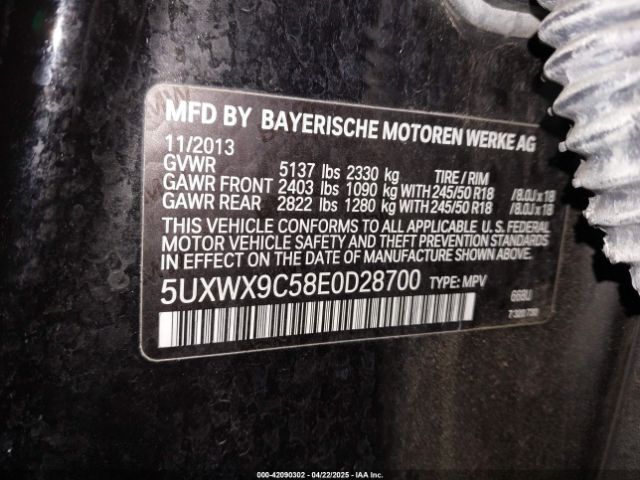 MFD BY BAYERISCHE MOTOREN WERKE AG
11/2013
GVWR 5137 lbs 2330 kg TIRE / RIM
GAWR FRONT 2403 lbs 1090 kg WITH 245/50 R18 / 8.0J x 18
GAWR REAR 2822 lbs 1280 kg WITH 245/50 R18 / 8.0J x 18
THIS VEHICLE CONFORMS TO ALL APPLICABLE U. S. FEDERAL
MOTOR VEHICLE SAFETY AND THEFT PREVENTION STANDARDS
IN EFFECT ON THE DATE OF MANUFACTURE SHOWN ABOVE.
5UXWX9C58E0D28700 TYPE: MPV
000-42090302 - 04/22/2025 - IAA Inc.